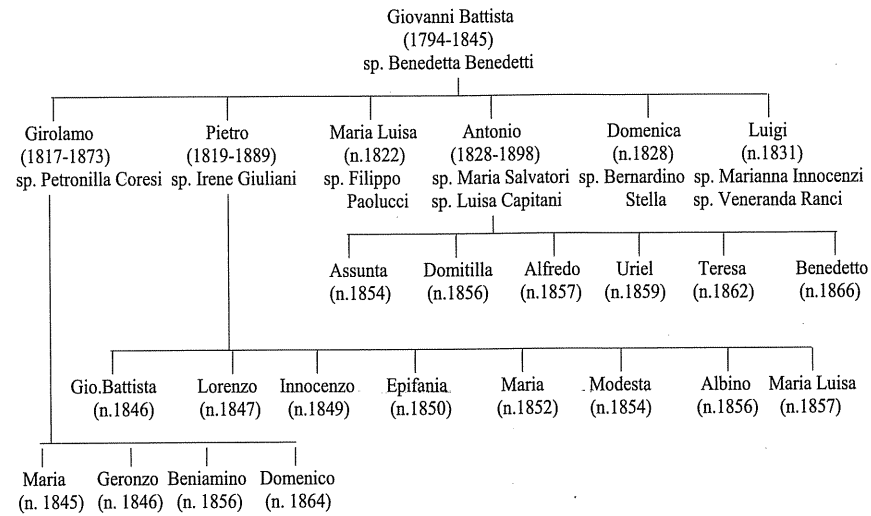 Giovanni Battista
(1794-1845)
sp. Benedetta Benedetti
Girolamo
(1817-1873)
sp. Petronilla Coresi
Pietro
(1819-1889)
sp. Irene Giuliani
Maria Luisa
(n.1822)
sp. Filippo
Paolucci
Antonio
(1828-1898)
sp. Maria Salvatori
sp. Luisa Capitani
Domenica
(n.1828)
sp. Bernardino
Stella
Luigi
(n.1831)
sp. Marianna Innocenzi
sp. Veneranda Ranci
Assunta
(n.1854)
Domitilla
(n.1856)
Alfredo
(n.1857)
Uriel
(n.1859)
Teresa
(n.1862)
Benedetto
(n.1866)
Gio.Battista
(n.1846)
Lorenzo
(n.1847)
Innocenzo
(n.1849)
Epifania
(n.1850)
Maria
(n.1852)
Modesta
(n.1854)
Albino
(n.1856)
Maria Luisa
(n.1857)
Maria
(n. 1845)
Geronzo
(n. 1846)
Beniamino
(n. 1856)
Domenico
(n. 1864)